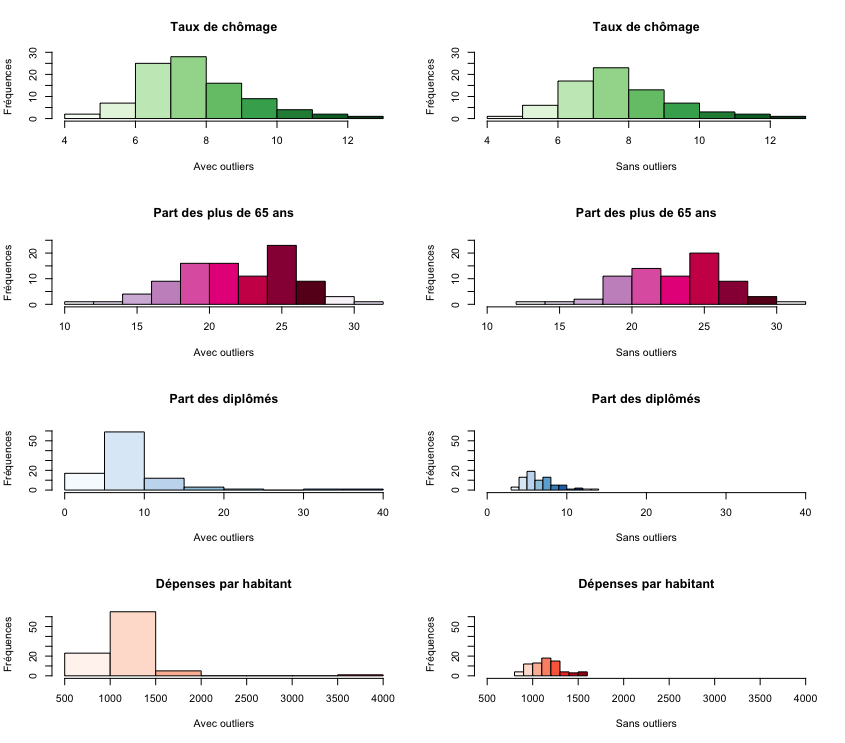 Taux de chômage
Fréquences
0 10 20 30
4 6 8 10 12
Avec outliers
Taux de chômage
Fréquences
0 10 20 30
4 6 8 10 12
Sans outliers
Part des plus de 65 ans
Fréquences
0 10 20
10 15 20 25 30
Avec outliers
Part des plus de 65 ans
Fréquences
0 10 20
10 15 20 25 30
Sans outliers
Part des diplômés
Fréquences
0 20 50
0 10 20 30 40
Avec outliers
Part des diplômés
Fréquences
0 20 50
0 10 20 30 40
Sans outliers
Dépenses par habitant
Fréquences
0 20 50
500 1000 1500 2000 2500 3000 3500 4000
Avec outliers
Dépenses par habitant
Fréquences
0 20 50
500 1000 1500 2000 2500 3000 3500 4000
Sans outliers